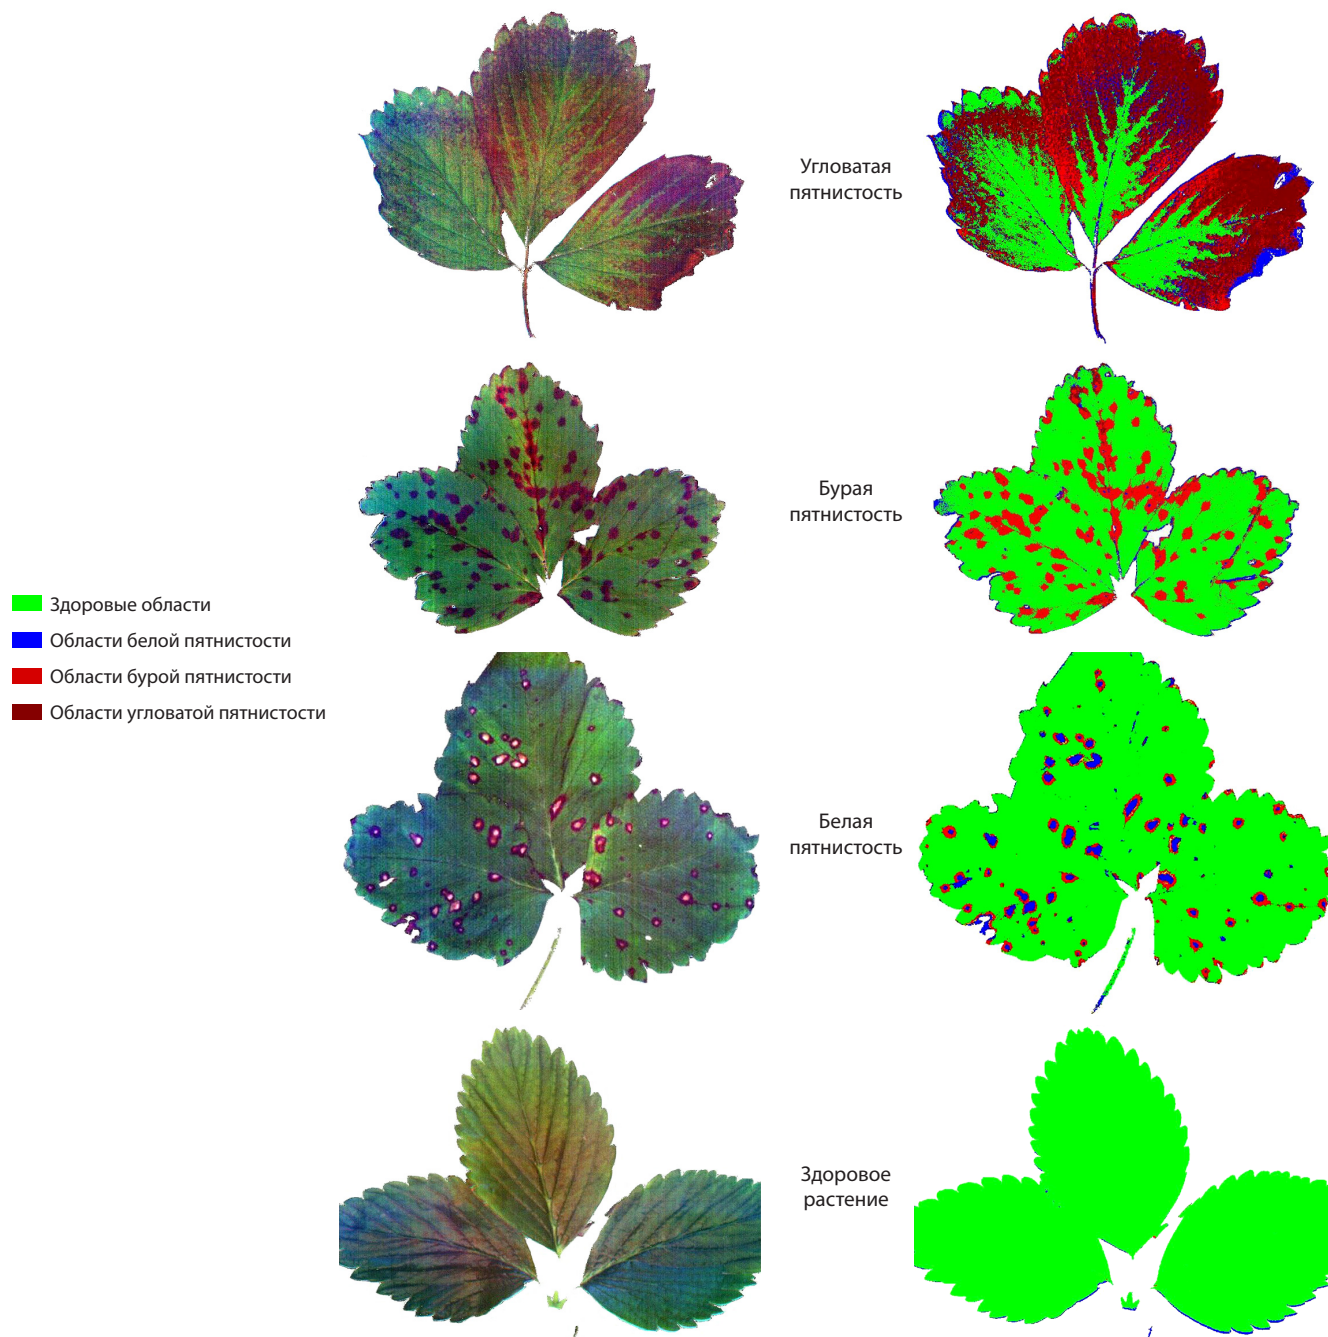 Угловатая
пятнистость
Бурая
пятнистость
Здоровые области
Области белой пятнистости
Области бурой пятнистости
Области угловатой пятнистости
Белая
пятнистость
Здоровое
растение